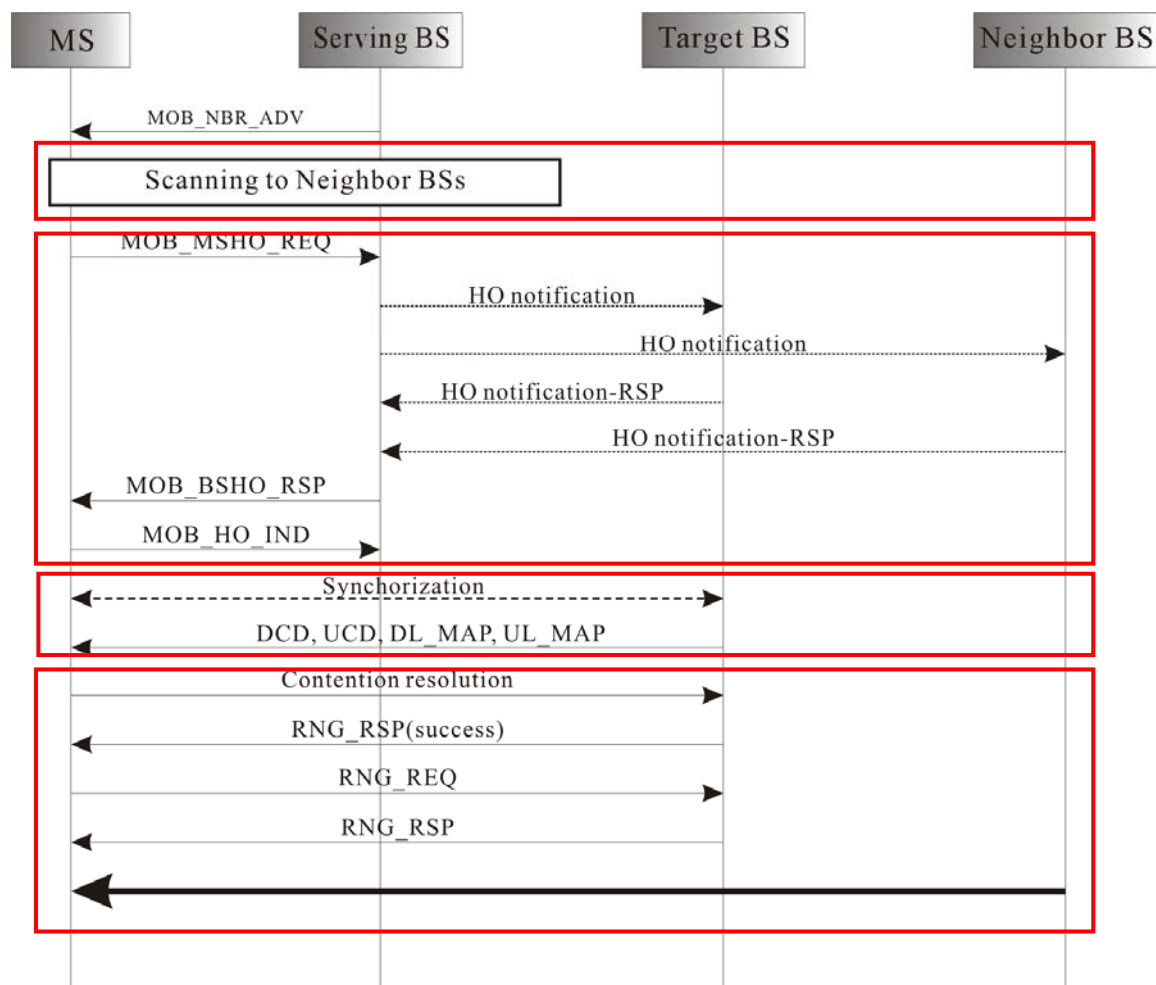 MS
Serving BS
Target BS
Neighbor BS
MOB_NBR_ADV
Scanning to Neighbor BSs
MOB_MSHO_REQ
HO notification
HO notification
HO notification-RSP
HO notification-RSP
MOB_BSHO_RSP
MOB_HO_IND
Synchorization
DCD, UCD, DL_MAP, UL_MAP
Contention resolution
RNG_RSP(success)
RNG_REQ
RNG_RSP